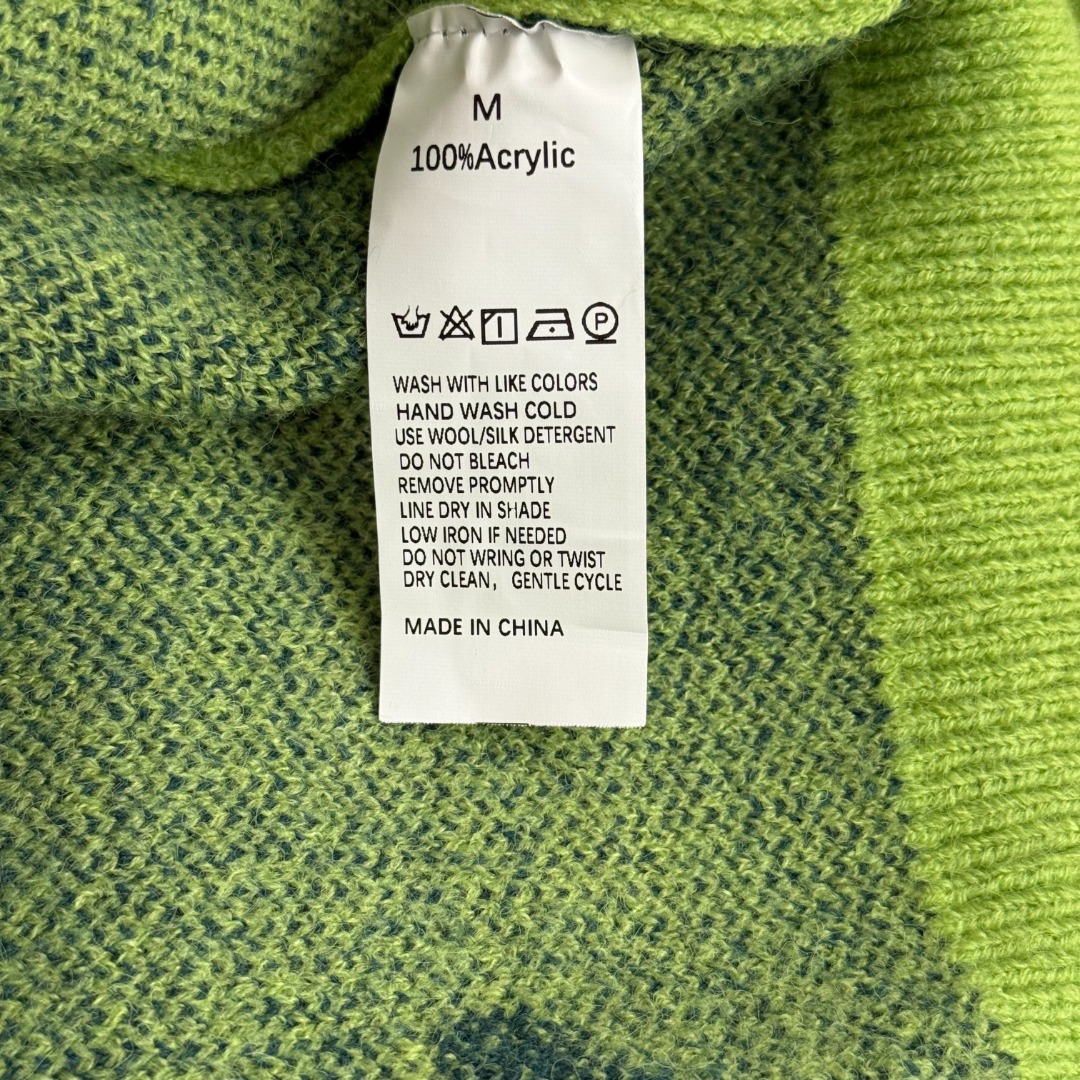 M
100%Acrylic
P
WASH WITH LIKE COLORS
HAND WASH COLD
USE WOOL/SILK DETERGENT
DO NOT BLEACH
REMOVE PROMPTLY
LINE DRY IN SHADE
LOW IRON IF NEEDED
DO NOT WRING OR TWIST
DRY CLEAN, GENTLE CYCLE
MADE IN CHINA